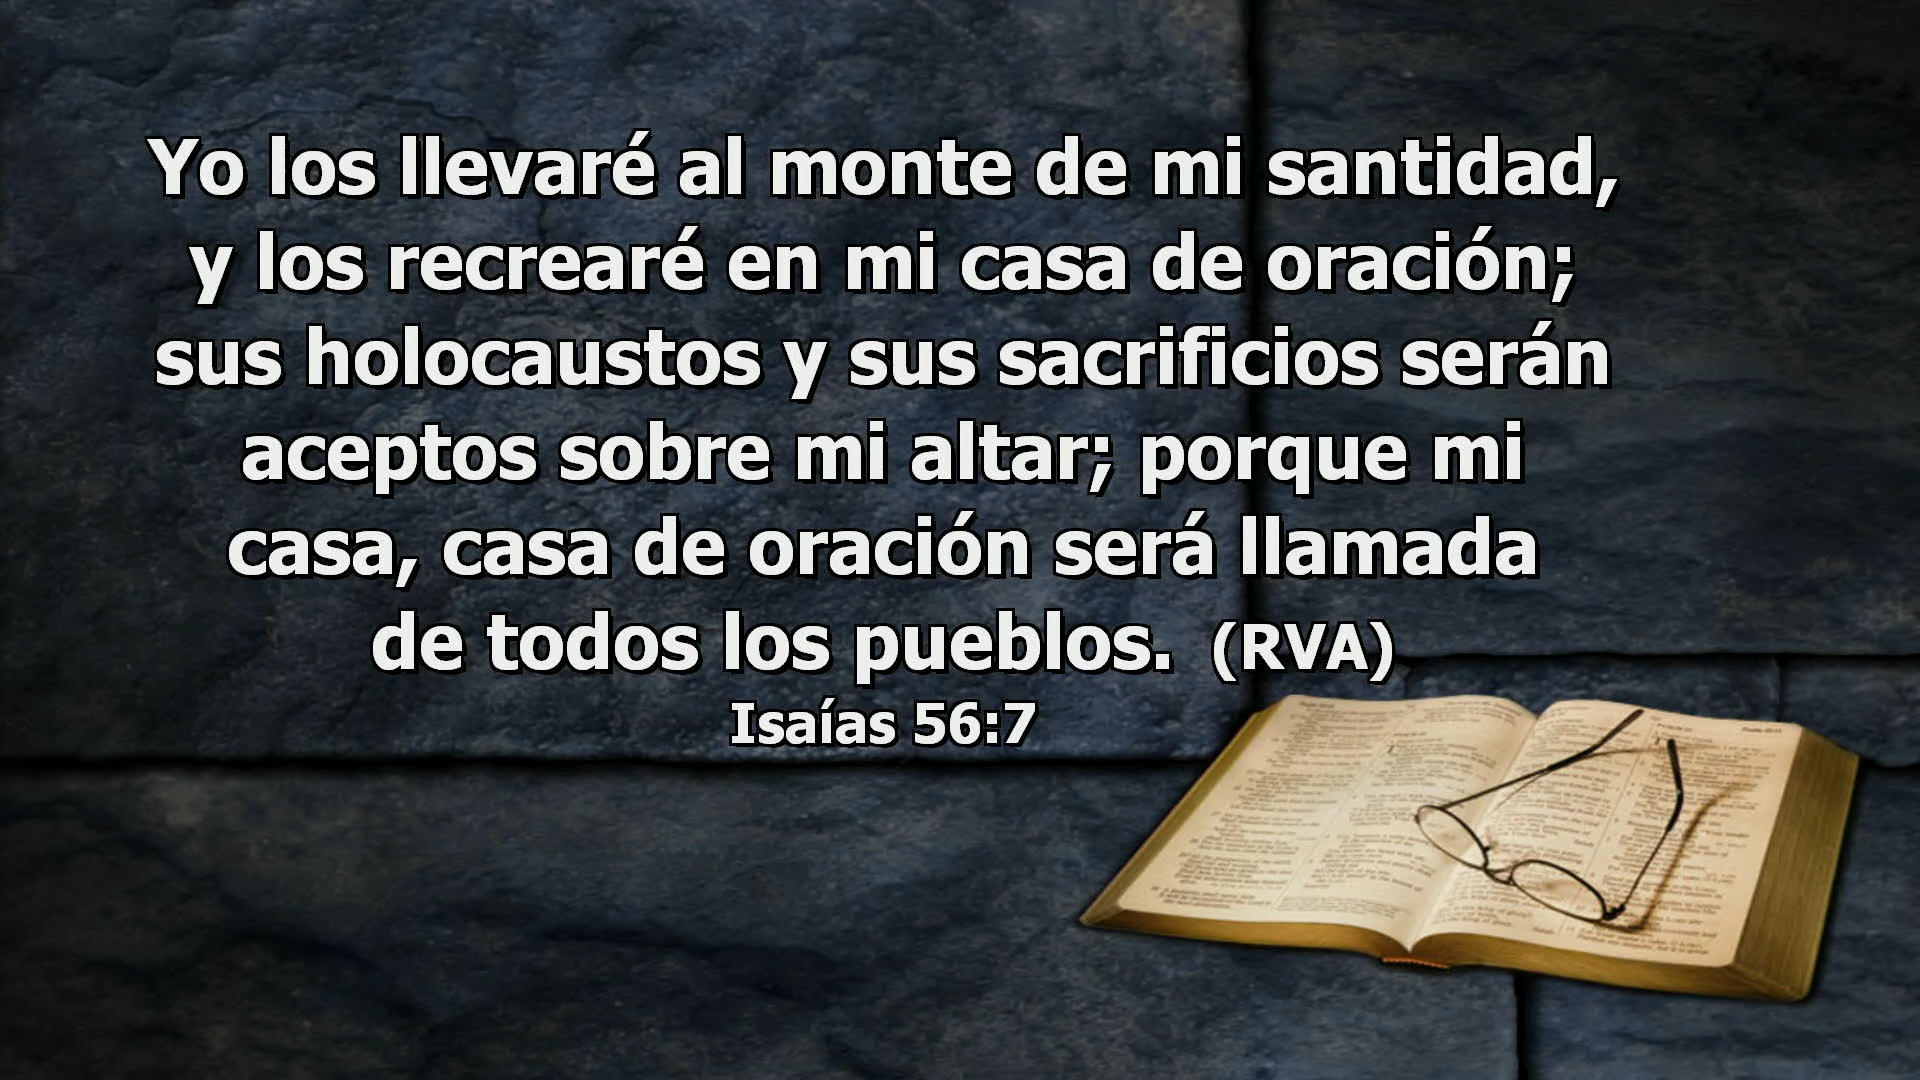 Yo los llevaré al monte de mi santidad,
y los recrearé en mi casa de oración;
sus holocaustos y sus sacrificios serán
aceptos sobre mi altar; porque mi
casa, casa de oración será llamada
de todos los pueblos. (RVA)
Isaías 56:7